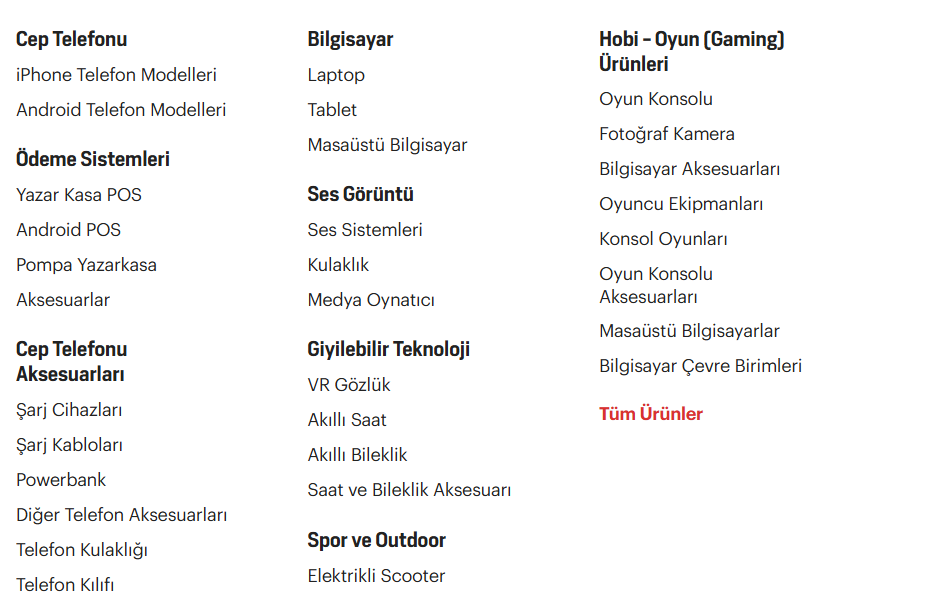 Cep Telefonu
iPhone Telefon Modelleri
Android Telefon Modelleri
Ödeme Sistemleri
Yazar Kasa POS
Android POS
Pompa Yazarkasa
Aksesuarlar
Cep Telefonu
Aksesuarları
Şarj Cihazları
Şarj Kabloları
Powerbank
Diğer Telefon Aksesuarları
Telefon Kulaklığı
Telefon Kılıfı
Bilgisayar
Laptop
Tablet
Masaüstü Bilgisayar
Ses Görüntü
Ses Sistemleri
Kulaklık
Medya Oynatıcı
Giyilebilir Teknoloji
VR Gözlük
Akıllı Saat
Akıllı Bileklik
Saat ve Bileklik Aksesuarı
Spor ve Outdoor
Elektrikli Scooter
Hobi - Oyun (Gaming)
Ürünleri
Oyun Konsolu
Fotoğraf Kamera
Bilgisayar Aksesuarları
Oyuncu Ekipmanları
Konsol Oyunları
Oyun Konsolu
Aksesuarları
Masaüstü Bilgisayarlar
Bilgisayar Çevre Birimleri
Tüm Ürünler